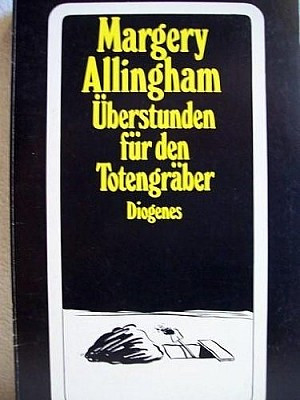 Margery
Allingham
Überstunden
für den
Totengräber
Diogenes